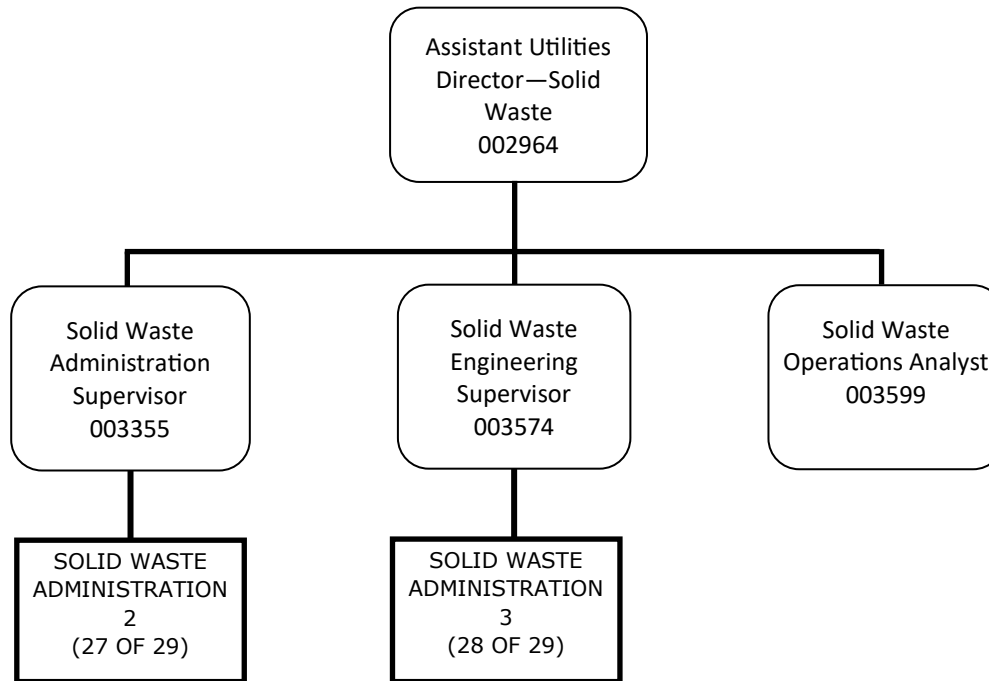 Assistant Utilities
Director—Solid
Waste
002964
Solid Waste
Administration
Supervisor
003355
Solid Waste
Engineering
Supervisor
003574
Solid Waste
Operations Analyst
003599
SOLID WASTE
ADMINISTRATION
2
(27 OF 29)
SOLID WASTE
ADMINISTRATION
3
(28 OF 29)